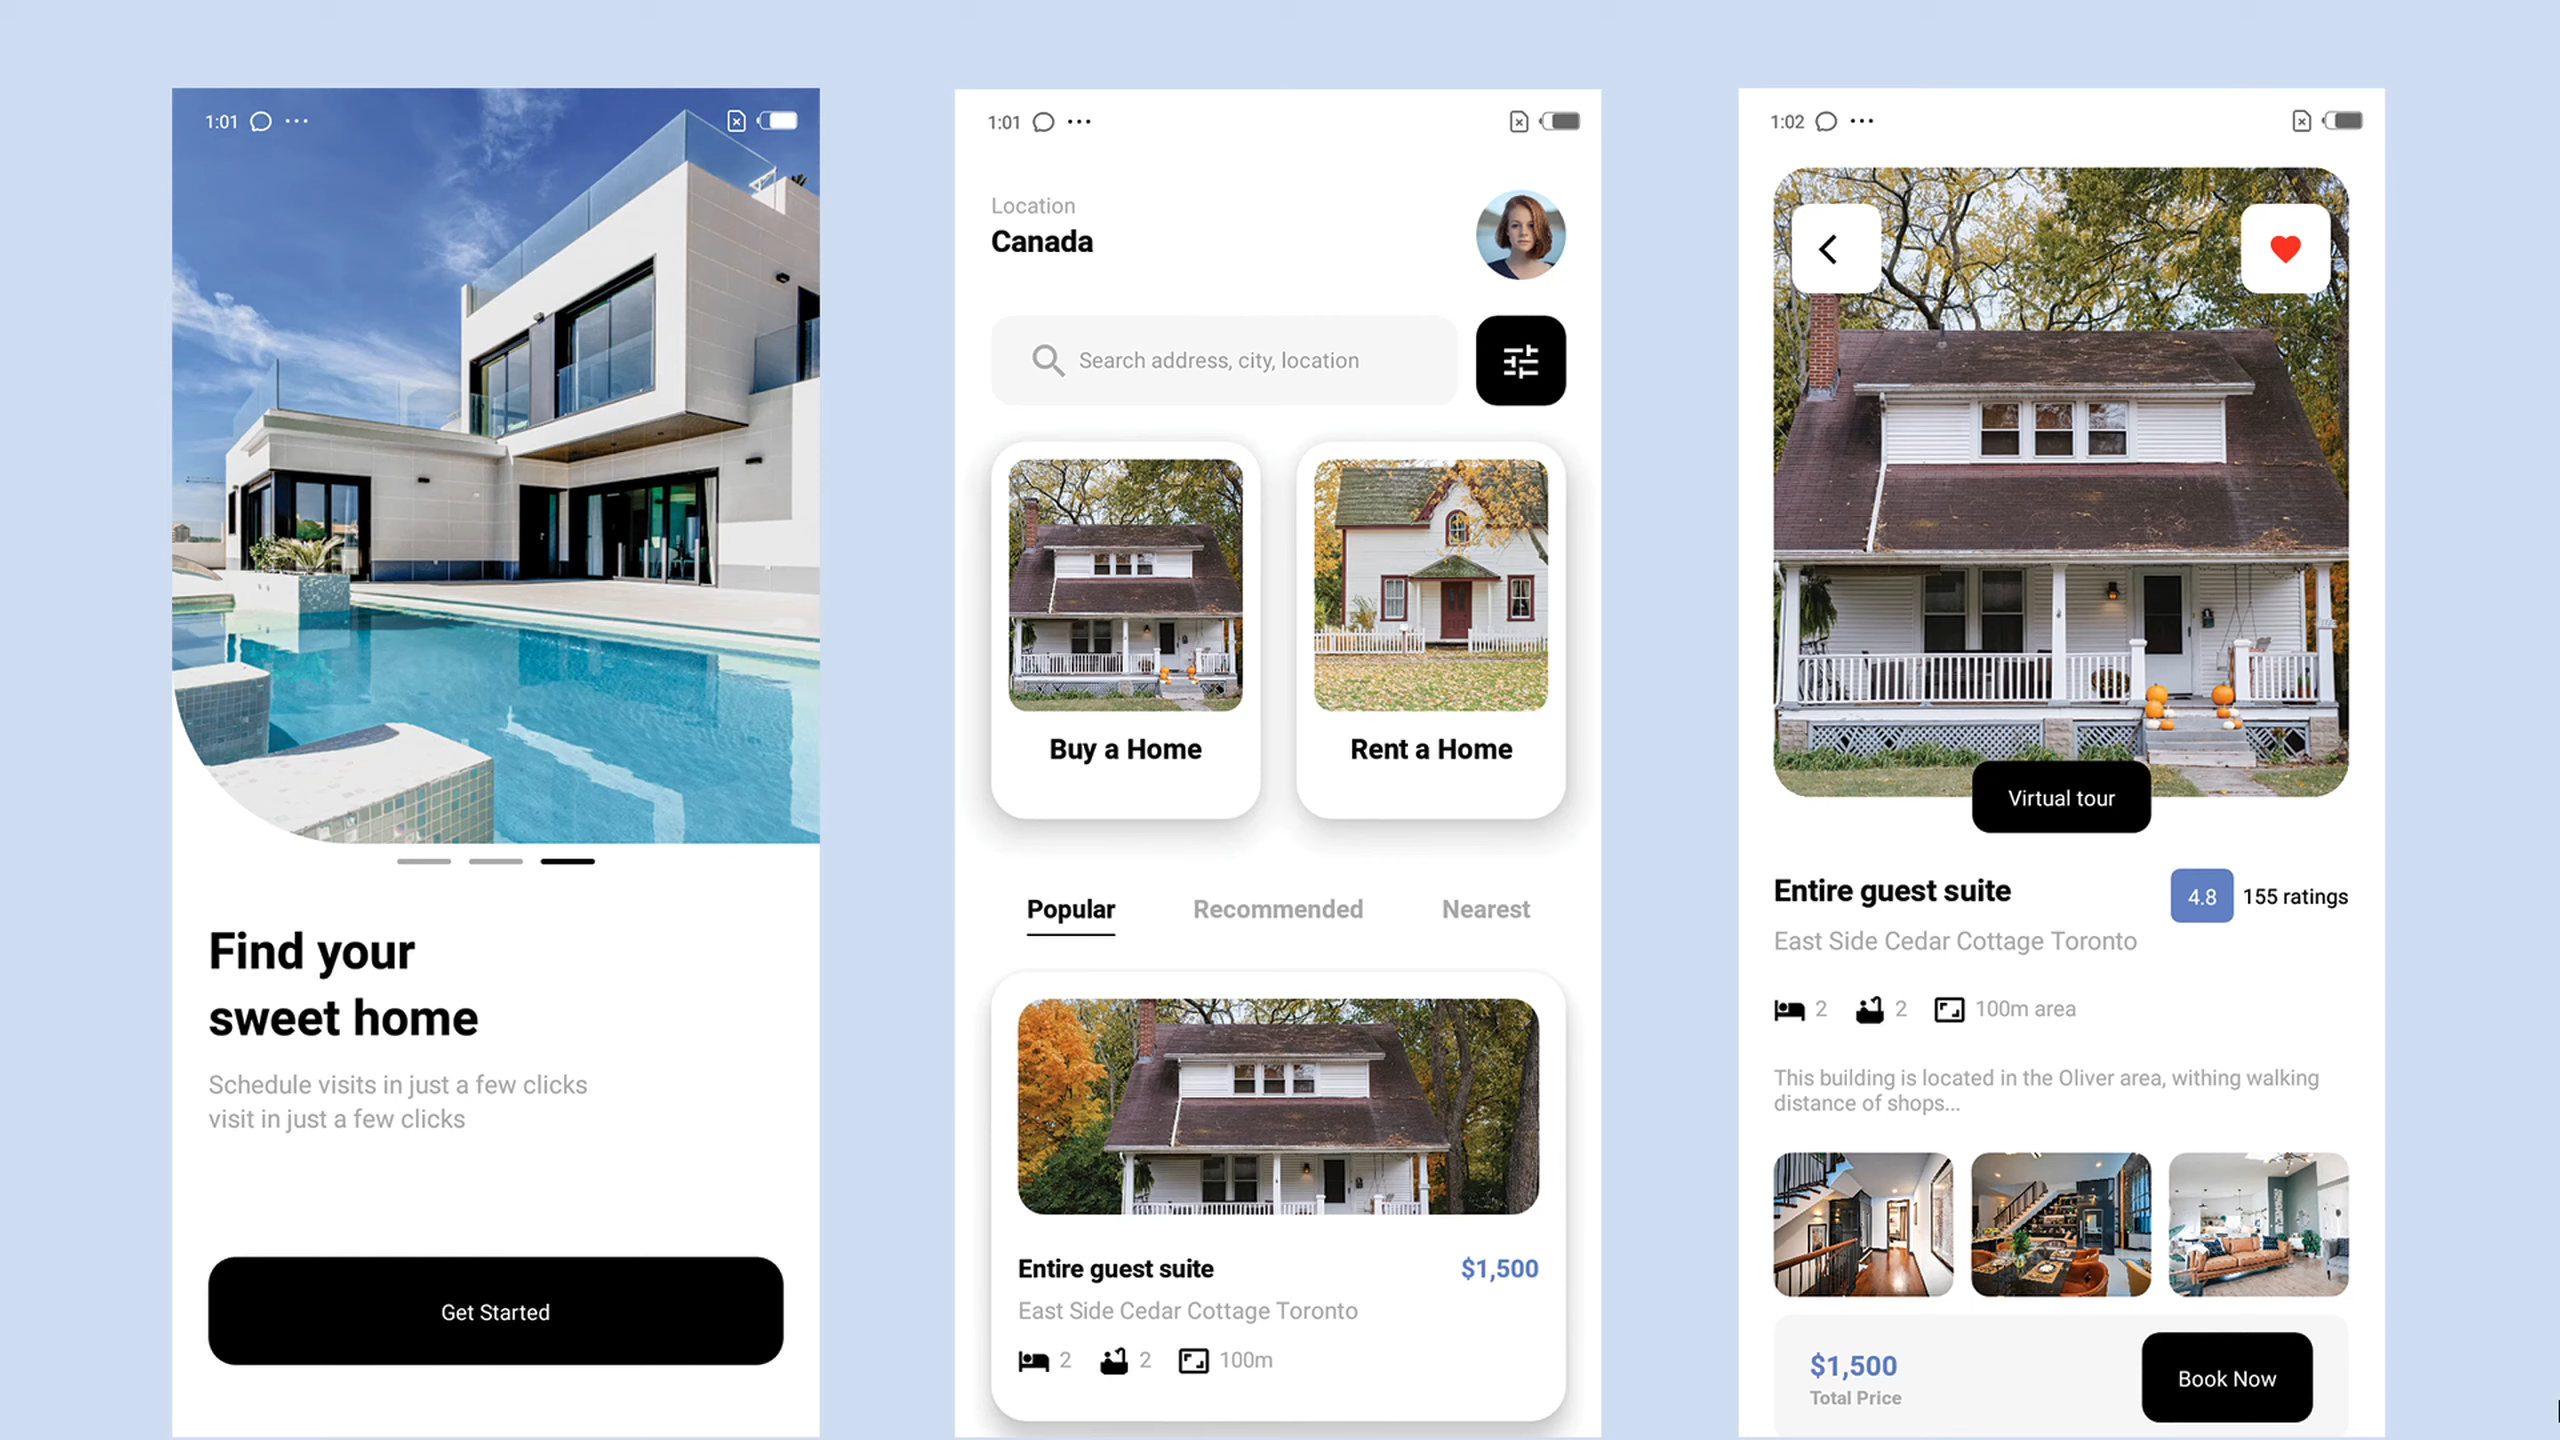 1:01
Find your
sweet home
Schedule visits in just a few clicks
visit in just a few clicks
Get Started
1:01
Location
Canada
Search address, city, location
Buy a Home
Rent a Home
Popular Recommended Nearest
Entire guest suite $1,500
East Side Cedar Cottage Toronto
2 2 100m
1:02
Virtual tour
Entire guest suite 4.8 155 ratings
East Side Cedar Cottage Toronto
2 2 100m area
This building is located in the Oliver area, withing walking
distance of shops...
$1,500
Total Price
Book Now